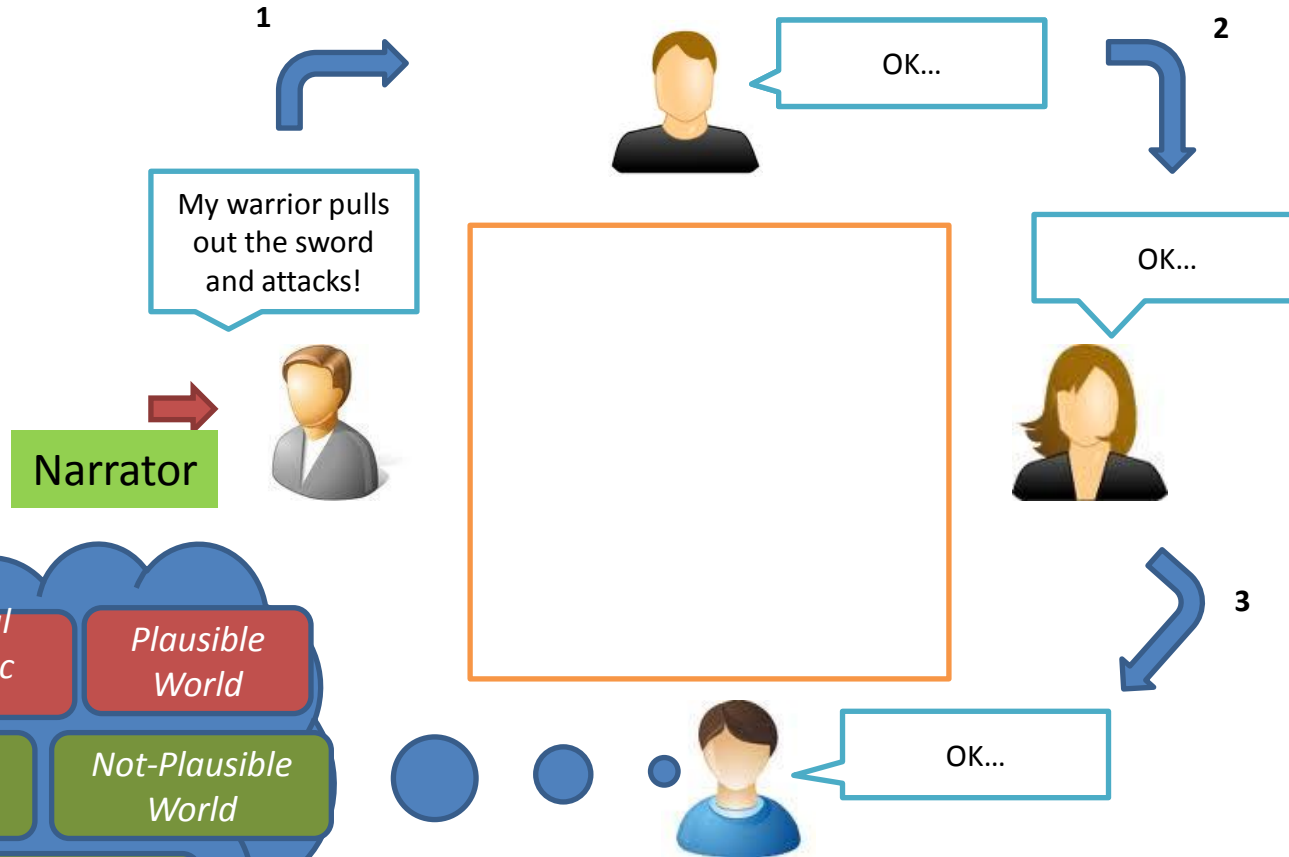 1
2
OK...
My warrior pulls
out the sword
and attacks!
OK...
Narrator
3
Plausible
World
Not-Plausible
World
OK...